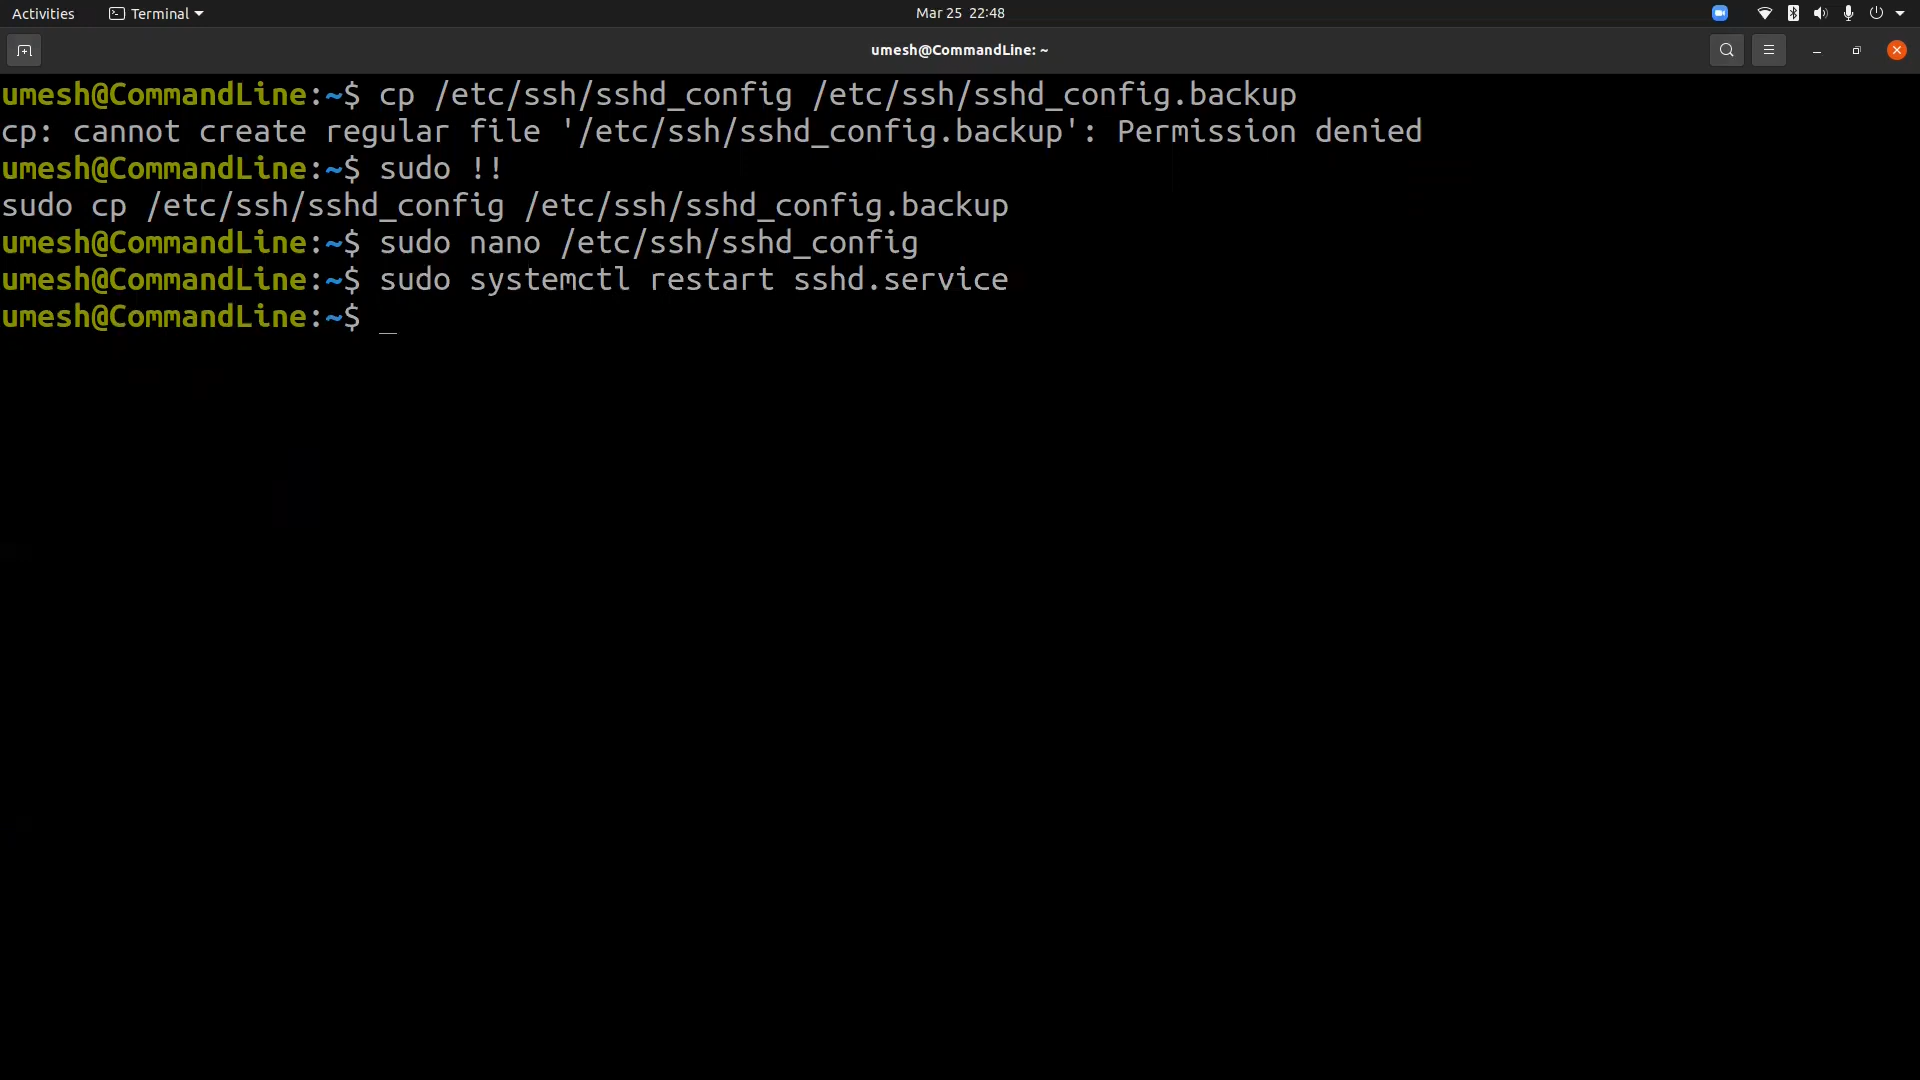 Activities Terminal Mar 25 22:48
umesh@CommandLine: ~
umesh@CommandLine:~$ cp /etc/ssh/sshd_config /etc/ssh/sshd_config.backup
cp: cannot create regular file '/etc/ssh/sshd_config.backup': Permission denied
umesh@CommandLine:~$ sudo !!
sudo cp /etc/ssh/sshd_config /etc/ssh/sshd_config.backup
umesh@CommandLine:~$ sudo nano /etc/ssh/sshd_config
umesh@CommandLine:~$ sudo systemctl restart sshd.service
umesh@CommandLine:~$ _